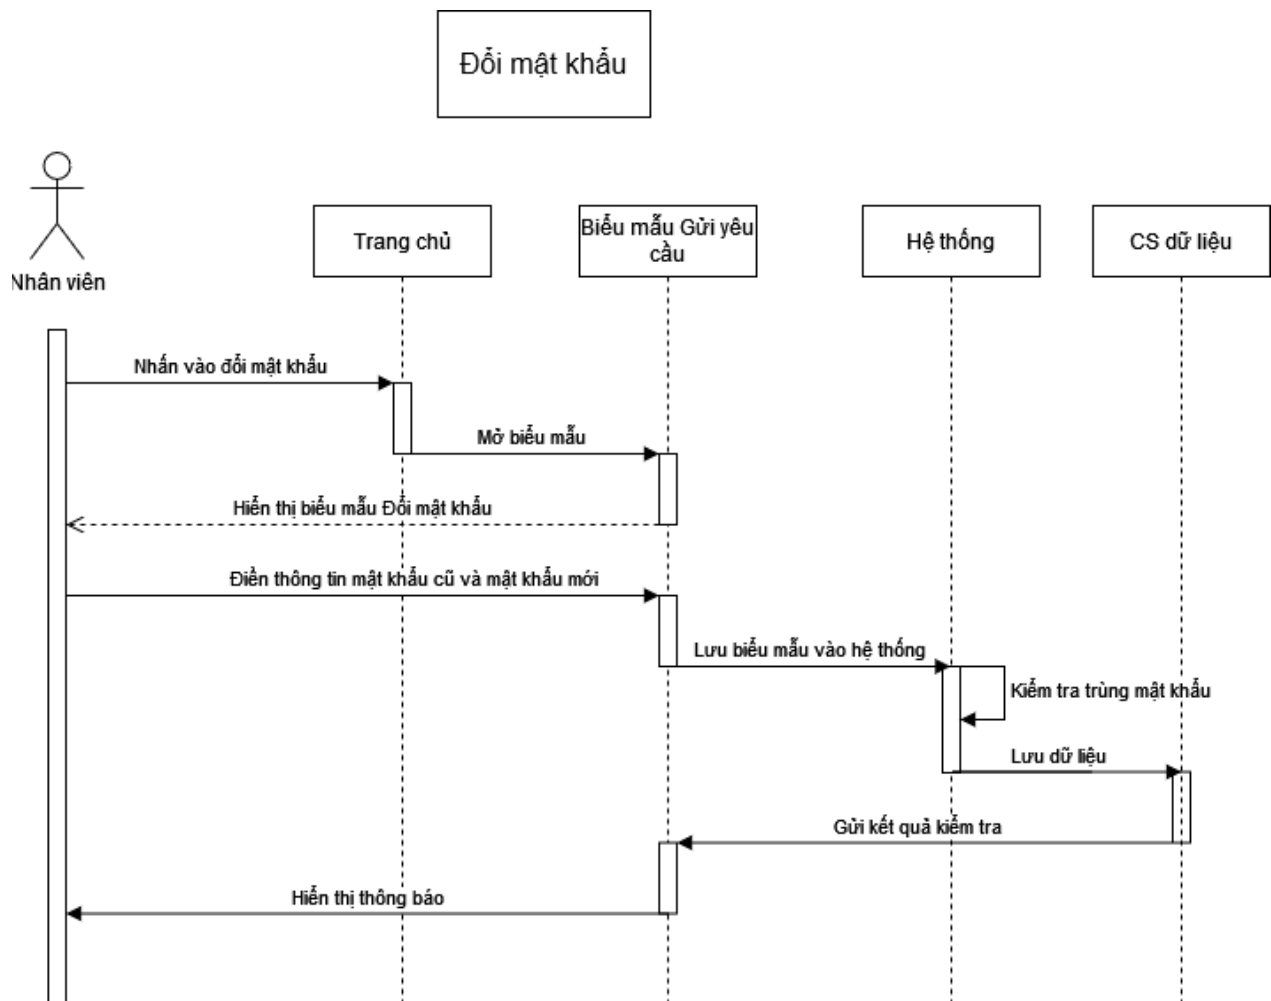 Đổi mật khẩu
Nhân viên
Trang chủ
Biểu mẫu Gửi yêu
cầu
Hệ thống
CS dữ liệu
Nhấn vào đổi mật khẩu
Mở biểu mẫu
Hiển thị biểu mẫu Đổi mật khẩu
Điền thông tin mật khẩu cũ và mật khẩu mới
Lưu biểu mẫu vào hệ thống
Kiểm tra trùng mật khẩu
Lưu dữ liệu
Gửi kết quả kiểm tra
Hiển thị thông báo